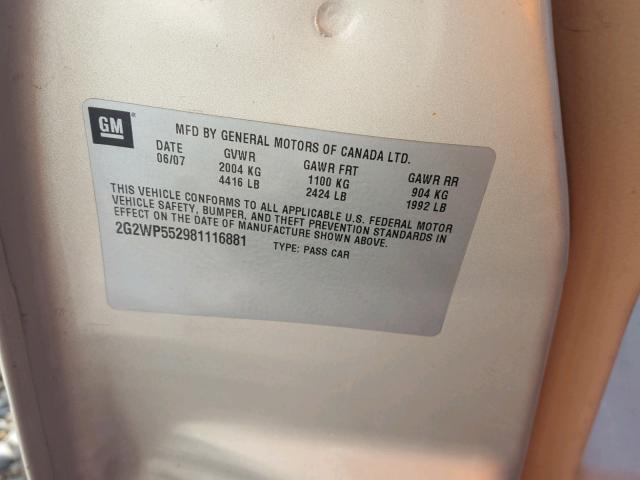 GM
MFD BY GENERAL MOTORS OF CANADA LTD.
DATE GVWR GAWR FRT GAWR RR
06/07 2004 KG 1100 KG 904 KG
4416 LB 2424 LB 1992 LB
THIS VEHICLE CONFORMS TO ALL APPLICABLE U.S. FEDERAL MOTOR
VEHICLE SAFETY, BUMPER, AND THEFT PREVENTION STANDARDS IN
EFFECT ON THE DATE OF MANUFACTURE SHOWN ABOVE.
2G2WP552981116881 TYPE: PASS CAR